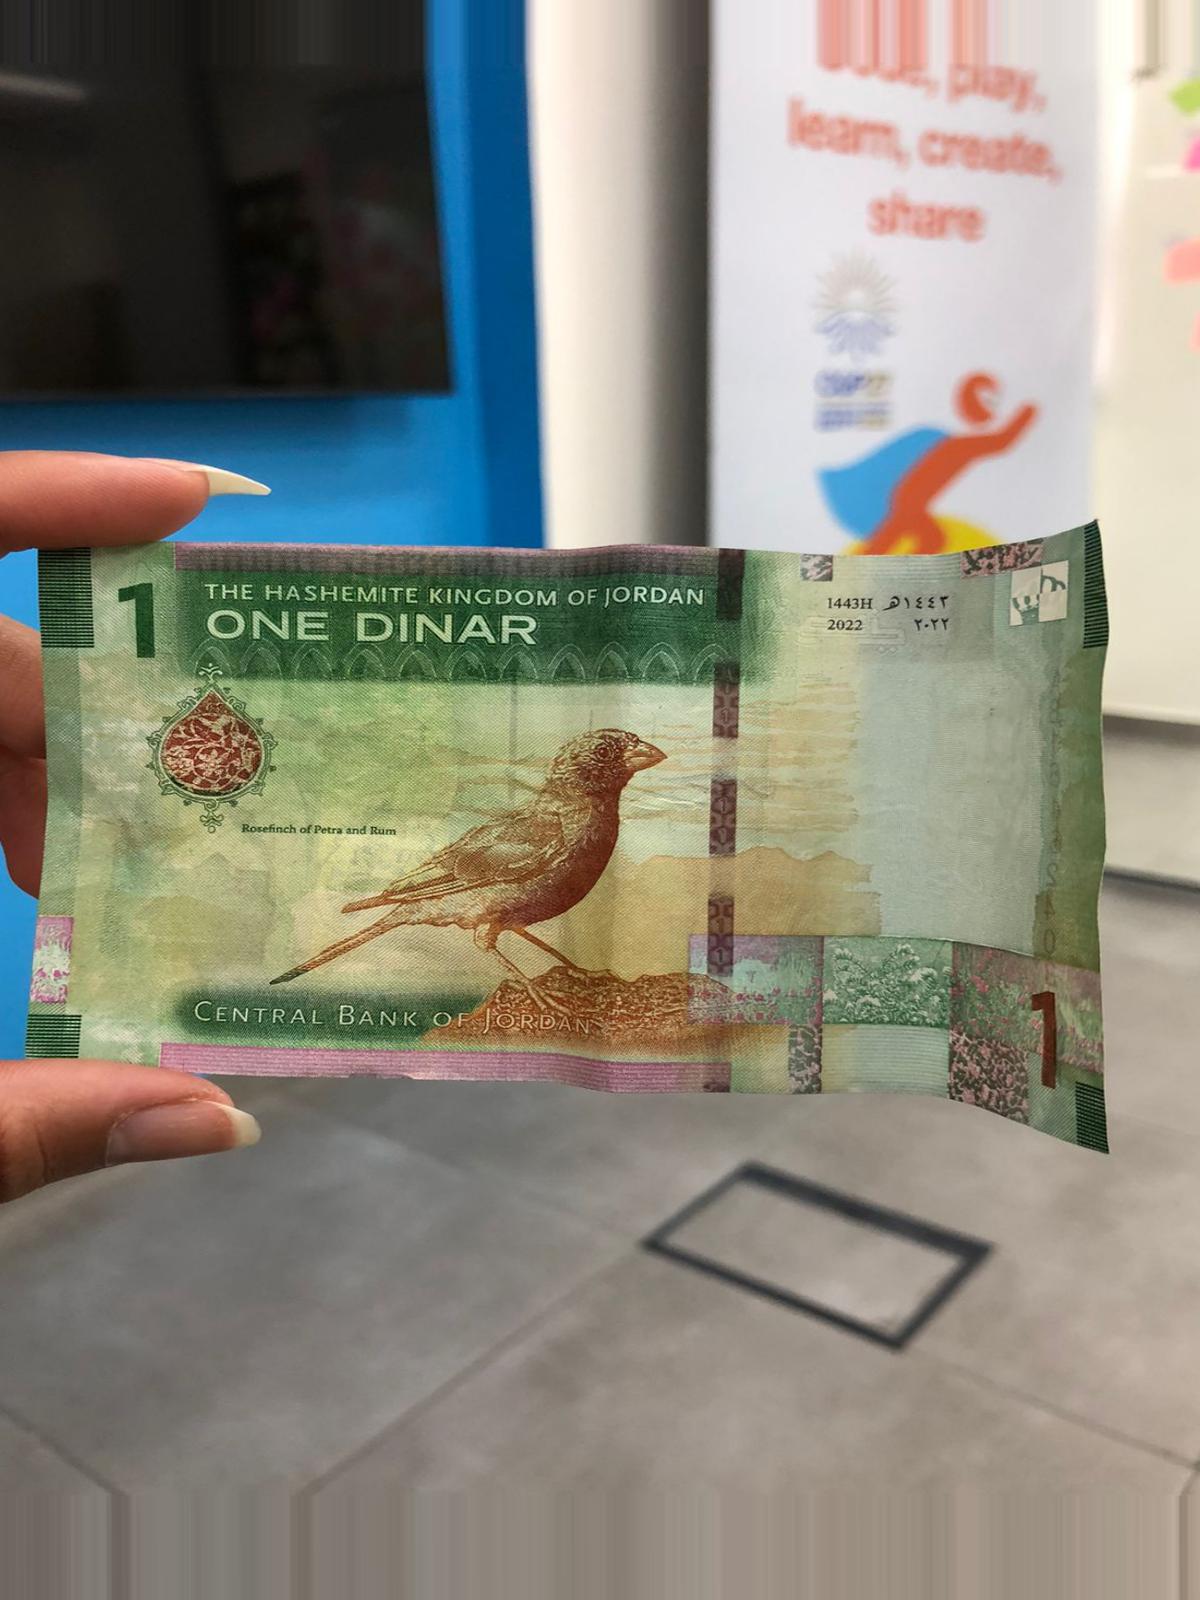 play,
learn, create,
share
1
THE HASHEMITE KINGDOM OF JORDAN
ONE DINAR
1443H ١٤٤٣هـ
2022 ٢٠٢٢
Rosefinch of Petra and Rum
CENTRAL BANK OF JORDAN
1